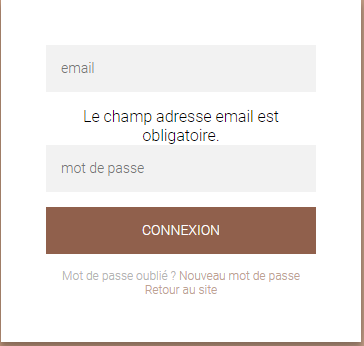 email
Le champ adresse email est
obligatoire.
mot de passe
CONNEXION
Mot de passe oublié ? Nouveau mot de passe
Retour au site